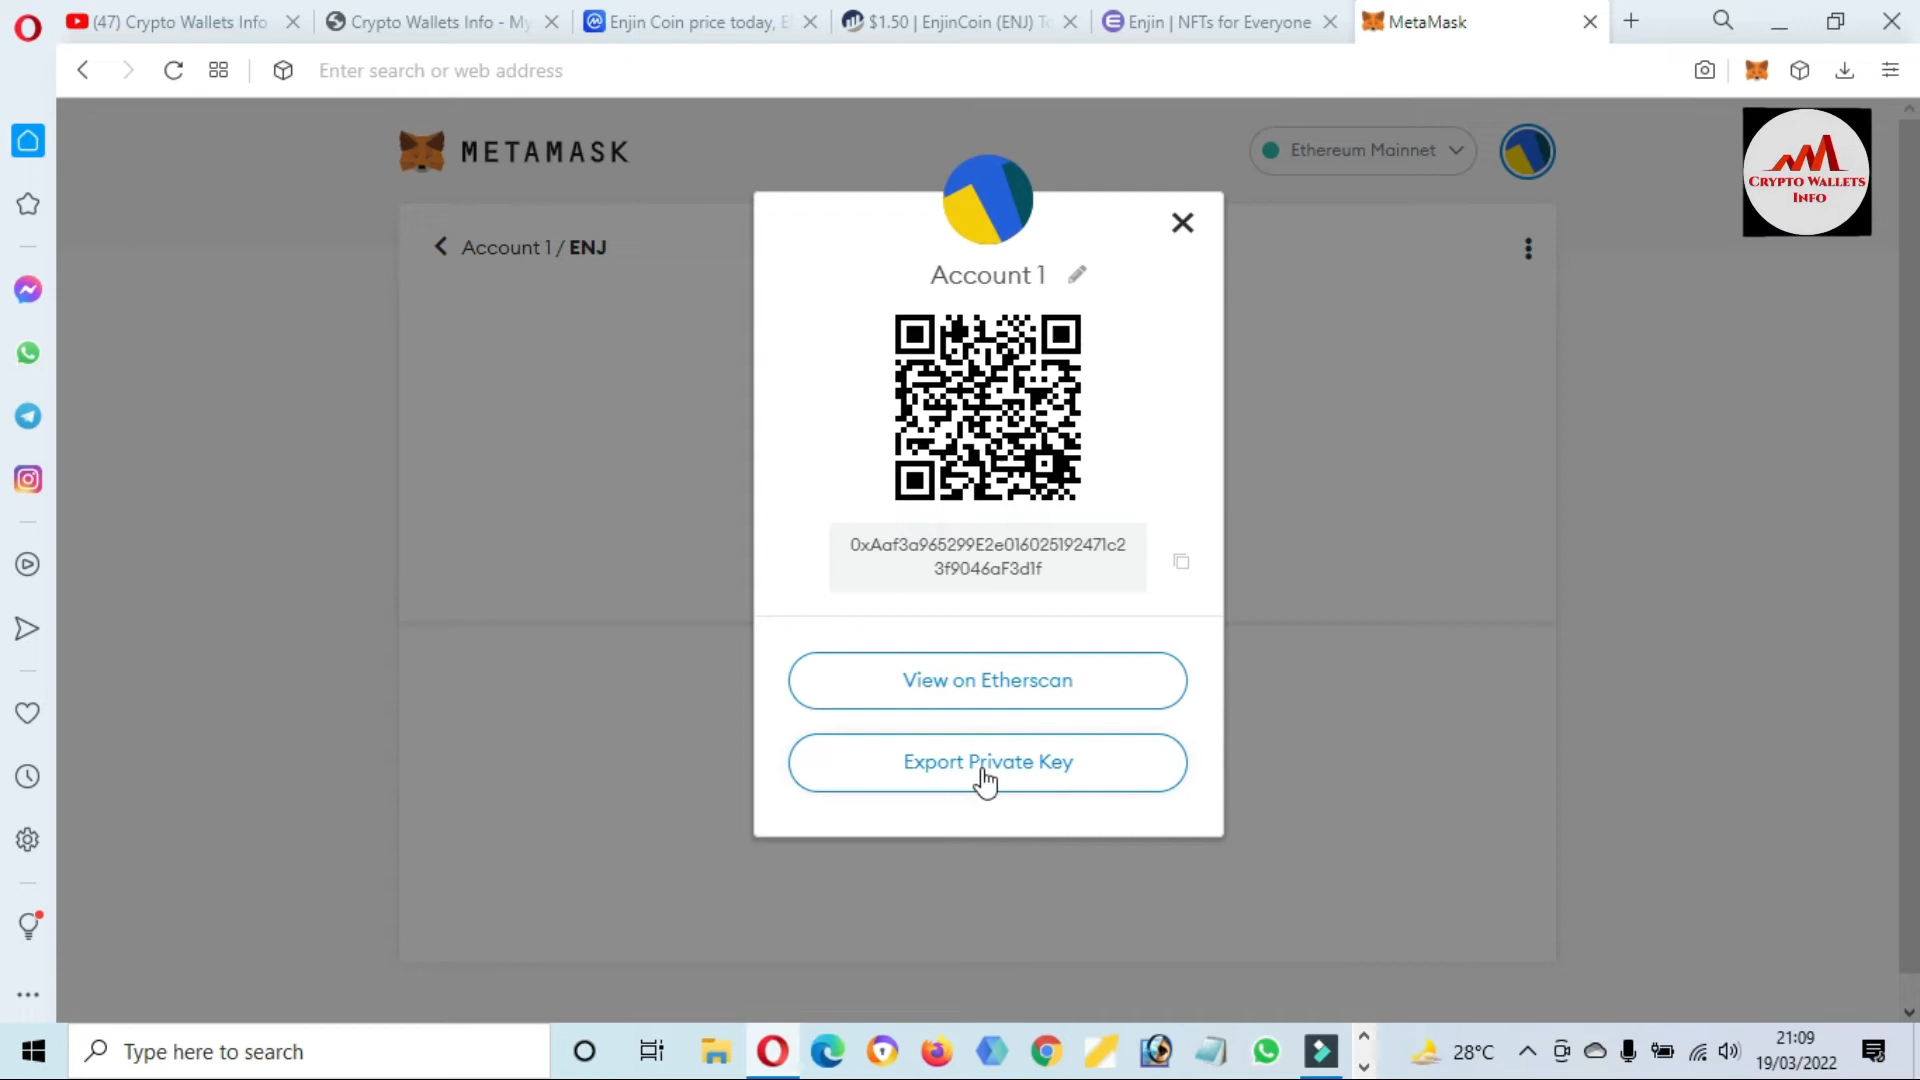 (47) Crypto Wallets Info
Crypto Wallets Info - My
Enjin Coin price today, E
$1.50 | EnjinCoin (ENJ) To
Enjin | NFTs for Everyone
MetaMask
Enter search or web address
METAMASK
Ethereum Mainnet
CRYPTO WALLETS
INFO
Account 1 / ENJ
Account 1
0xAaf3a965299E2e016025192471c2
3f9046aF3d1f
View on Etherscan
Export Private Key
Type here to search
28°C
21:09
19/03/2022